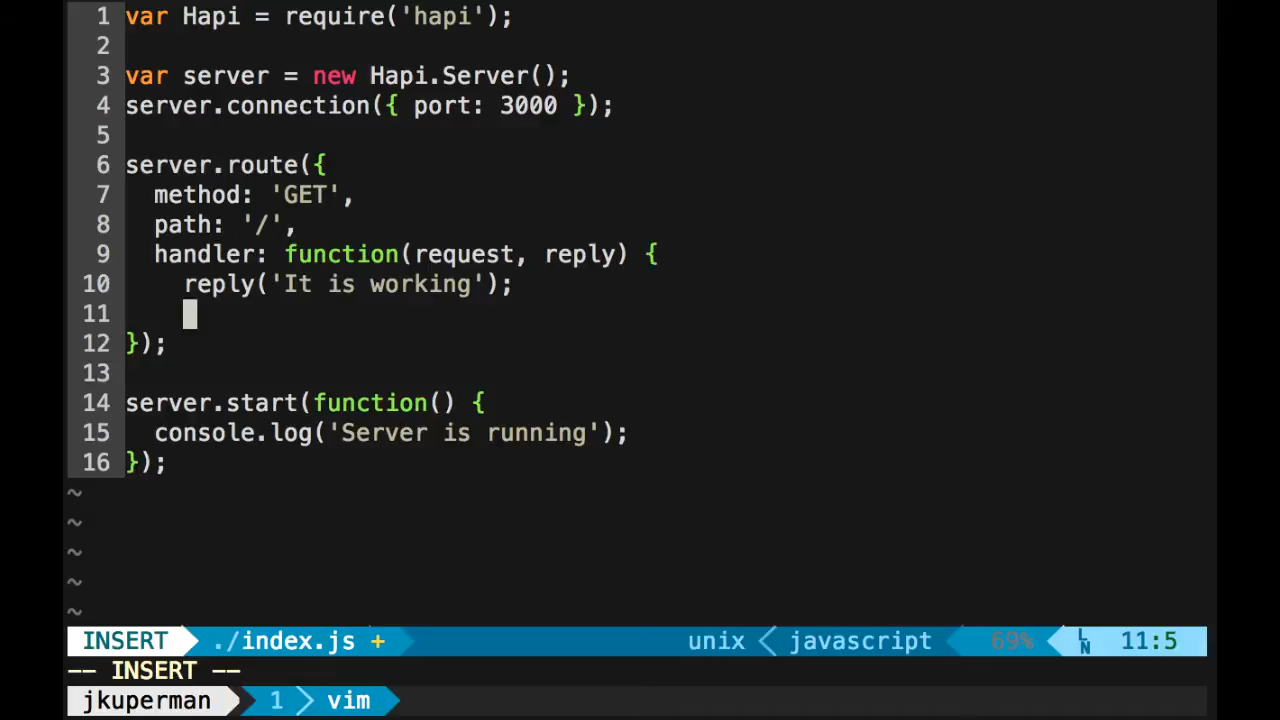 1 var Hapi = require('hapi');
2
3 var server = new Hapi.Server();
4 server.connection({ port: 3000 });
5
6 server.route({
7   method: 'GET',
8   path: '/',
9   handler: function(request, reply) {
10     reply('It is working');
11
12 });
13
14 server.start(function() {
15   console.log('Server is running');
16 });
~
~
~
~
~
INSERT ./index.js + unix javascript 69% LN 11:5
-- INSERT --
jkuperman 1 vim